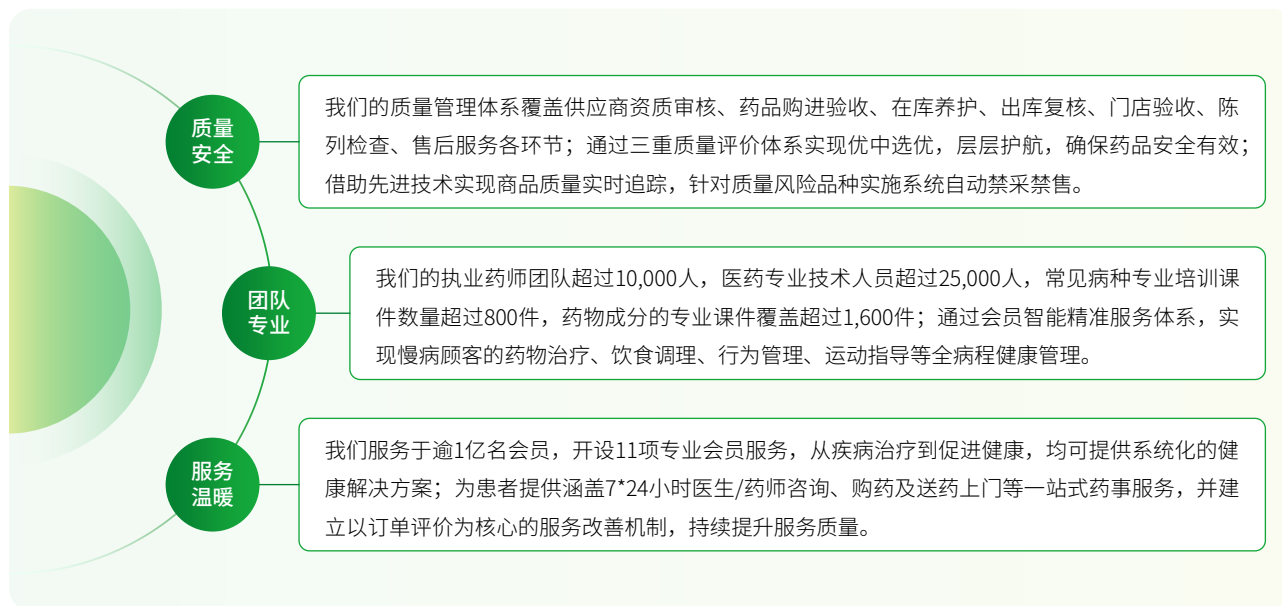 质量
安全
我们的质量管理体系覆盖供应商资质审核、药品购进验收、在库养护、出库复核、门店验收、陈
列检查、售后服务各环节；通过三重质量评价体系实现优中选优，层层护航，确保药品安全有效；
借助先进技术实现商品质量实时追踪，针对质量风险品种实施系统自动禁采禁售。
团队
专业
我们的执业药师团队超过10,000人，医药专业技术人员超过25,000人，常见病种专业培训课
件数量超过800件，药物成分的专业课件覆盖超过1,600件；通过会员智能精准服务体系，实
现慢病顾客的药物治疗、饮食调理、行为管理、运动指导等全病程健康管理。
服务
温暖
我们服务于逾1亿名会员，开设11项专业会员服务，从疾病治疗到促进健康，均可提供系统化的健
康解决方案；为患者提供涵盖7*24小时医生/药师咨询、购药及送药上门等一站式药事服务，并建
立以订单评价为核心的服务改善机制，持续提升服务质量。